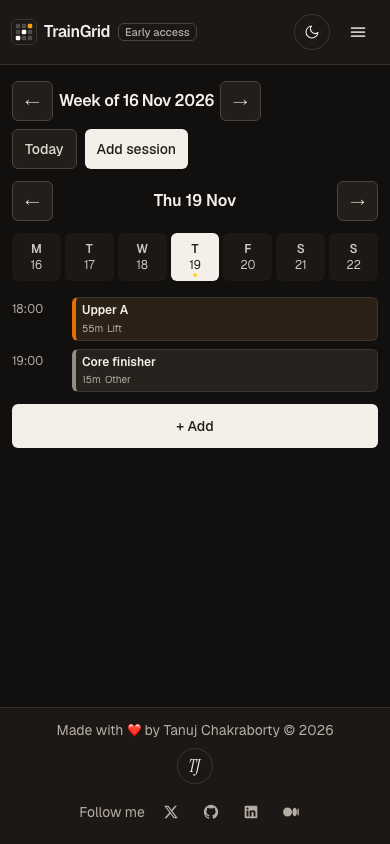 TrainGrid Early access
← Week of 16 Nov 2026 →
Today Add session
← Thu 19 Nov →
M T W T F S S
16 17 18 19 20 21 22
18:00 Upper A
55m Lift
19:00 Core finisher
15m Other
+ Add
Made with ❤️ by Tanuj Chakraborty © 2026
TJ
Follow me